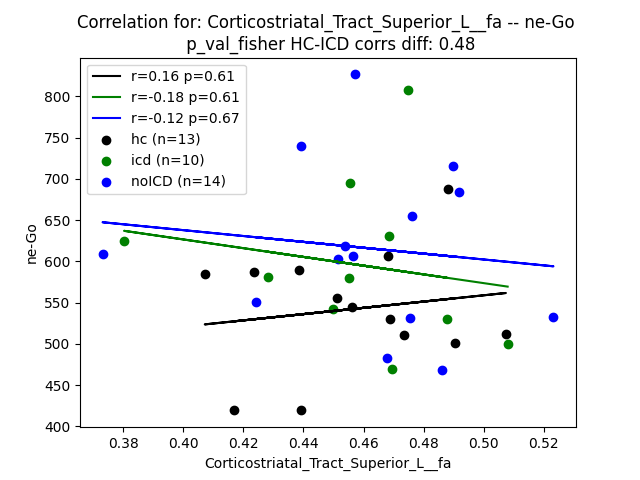 Correlation for: Corticostriatal_Tract_Superior_L__fa -- ne-Go
p_val_fisher HC-ICD corrs diff: 0.48
r=0.16 p=0.61
r=-0.18 p=0.61
r=-0.12 p=0.67
hc (n=13)
icd (n=10)
noICD (n=14)
800
750
700
650
600
550
500
450
400
ne-Go
0.38 0.40 0.42 0.44 0.46 0.48 0.50 0.52
Corticostriatal_Tract_Superior_L__fa